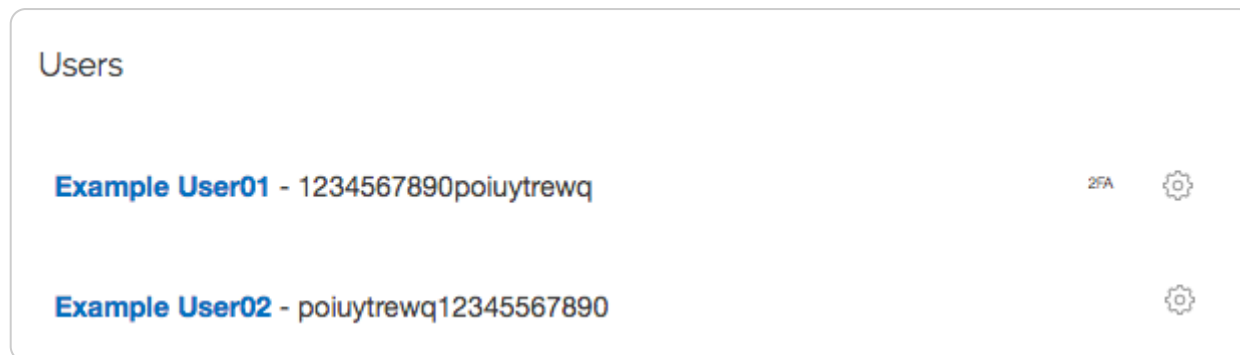 Users
Example User01 - 1234567890poiuytrewq 2FA
Example User02 - poiuytrewq12345567890